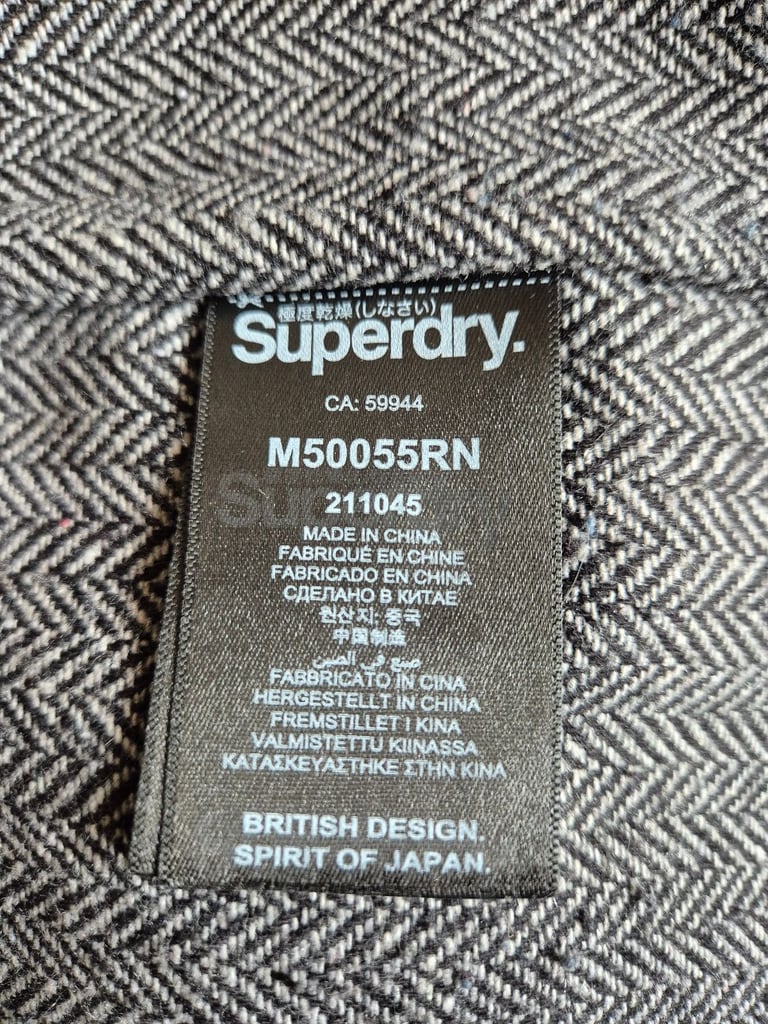 極度乾燥(しなさい)
Superdry.
CA: 59944
M50055RN
211045
MADE IN CHINA
FABRIQUÉ EN CHINE
FABRICADO EN CHINA
СДЕЛАНО В КИТАЕ
원산지: 중국
中国制造
صنع في الصين
FABBRICATO IN CINA
HERGESTELLT IN CHINA
FREMSTILLET I KINA
VALMISTETTU KIINASSA
ΚΑΤΑΣΚΕΥΑΣΤΗΚΕ ΣΤΗΝ ΚΙΝΑ
BRITISH DESIGN.
SPIRIT OF JAPAN.